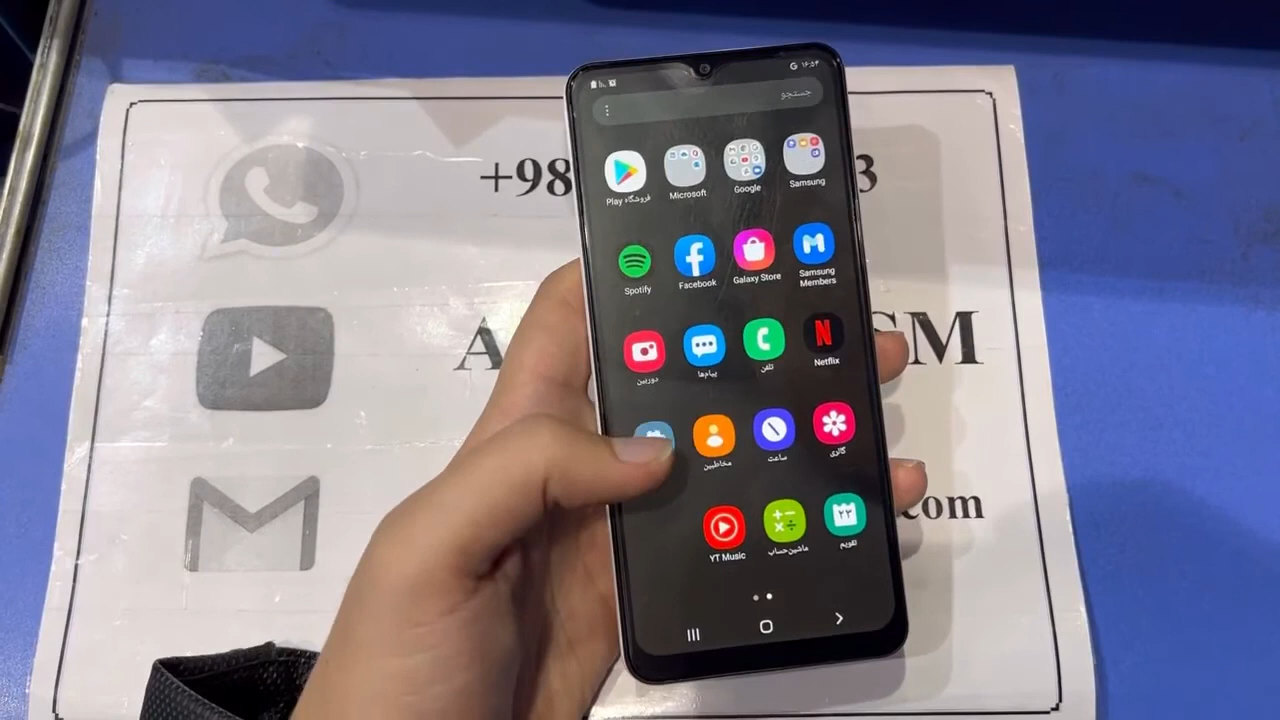 +98
3
A
SM
.com
G ۱۶:۵۴
جستجو
فروشگاه Play
Microsoft
Google
Samsung
Spotify
Facebook
Galaxy Store
Samsung Members
دوربین
پیام‌ها
تلفن
Netflix
مخاطبین
ساعت
گالری
YT Music
ماشین‌حساب
۲۳
تقویم